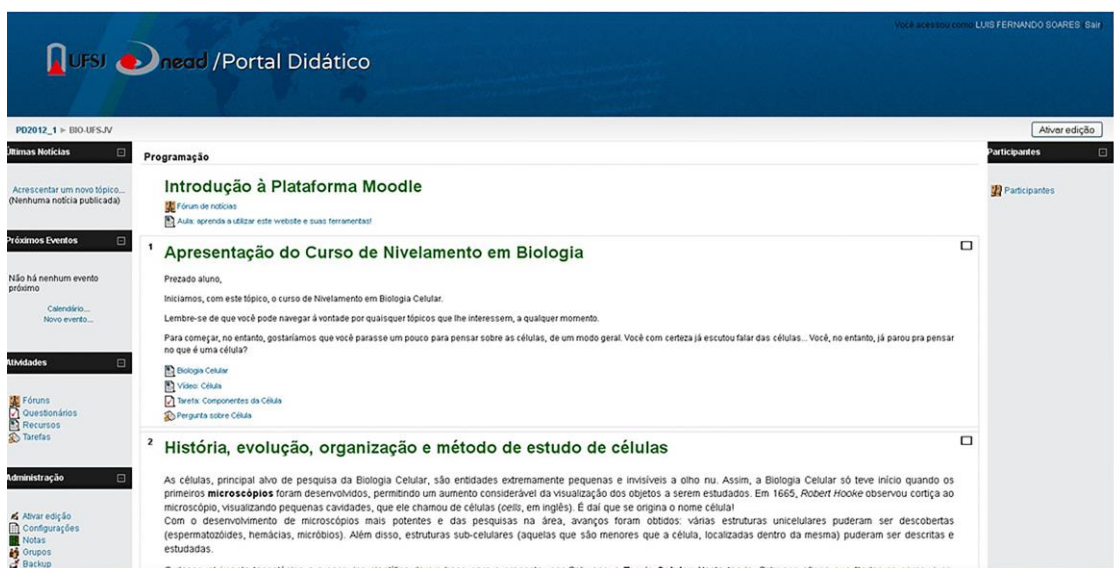 Você acessou como LUIS FERNANDO SOARES (Sair)
UFSJ nead /Portal Didático
PD2012_1 ► BIO-UFSJV
Ativar edição
Últimas Notícias
Acrescentar um novo tópico...
(Nenhuma notícia publicada)
Próximos Eventos
Não há nenhum evento
próximo
Calendário...
Novo evento...
Atividades
Fóruns
Questionários
Recursos
Tarefas
Administração
Ativar edição
Configurações
Notas
Grupos
Backup
Programação
Introdução à Plataforma Moodle
Fórum de notícias
Aula: aprenda a utilizar este website e suas ferramentas!
1
Apresentação do Curso de Nivelamento em Biologia
Prezado aluno,
Iniciamos, com este tópico, o curso de Nivelamento em Biologia Celular.
Lembre-se de que você pode navegar á vontade por quaisquer tópicos que lhe interessem, a qualquer momento.
Para começar, no entanto, gostaríamos que você parasse um pouco para pensar sobre as células, de um modo geral. Você com certeza já escutou falar das células... Você, no entanto, já parou pra pensar
no que é uma célula?
Biologia Celular
Vídeo: Célula
Tarefa: Componentes da Célula
Pergunta sobre Célula
2
História, evolução, organização e método de estudo de células
As células, principal alvo de pesquisa da Biologia Celular, são entidades extremamente pequenas e invisíveis a olho nu. Assim, a Biologia Celular só teve início quando os
primeiros microscópios foram desenvolvidos, permitindo um aumento considerável da visualização dos objetos a serem estudados. Em 1665, Robert Hooke observou cortiça ao
microscópio, visualizando pequenas cavidades, que ele chamou de células (cells, em inglês). É daí que se origina o nome célula!
Com o desenvolvimento de microscópios mais potentes e das pesquisas na área, avanços foram obtidos: várias estruturas unicelulares puderam ser descobertas
(espermatozóides, hemácias, micróbios). Além disso, estruturas sub-celulares (aquelas que são menores que a célula, localizadas dentro da mesma) puderam ser descritas e
estudadas.
Participantes
Participantes